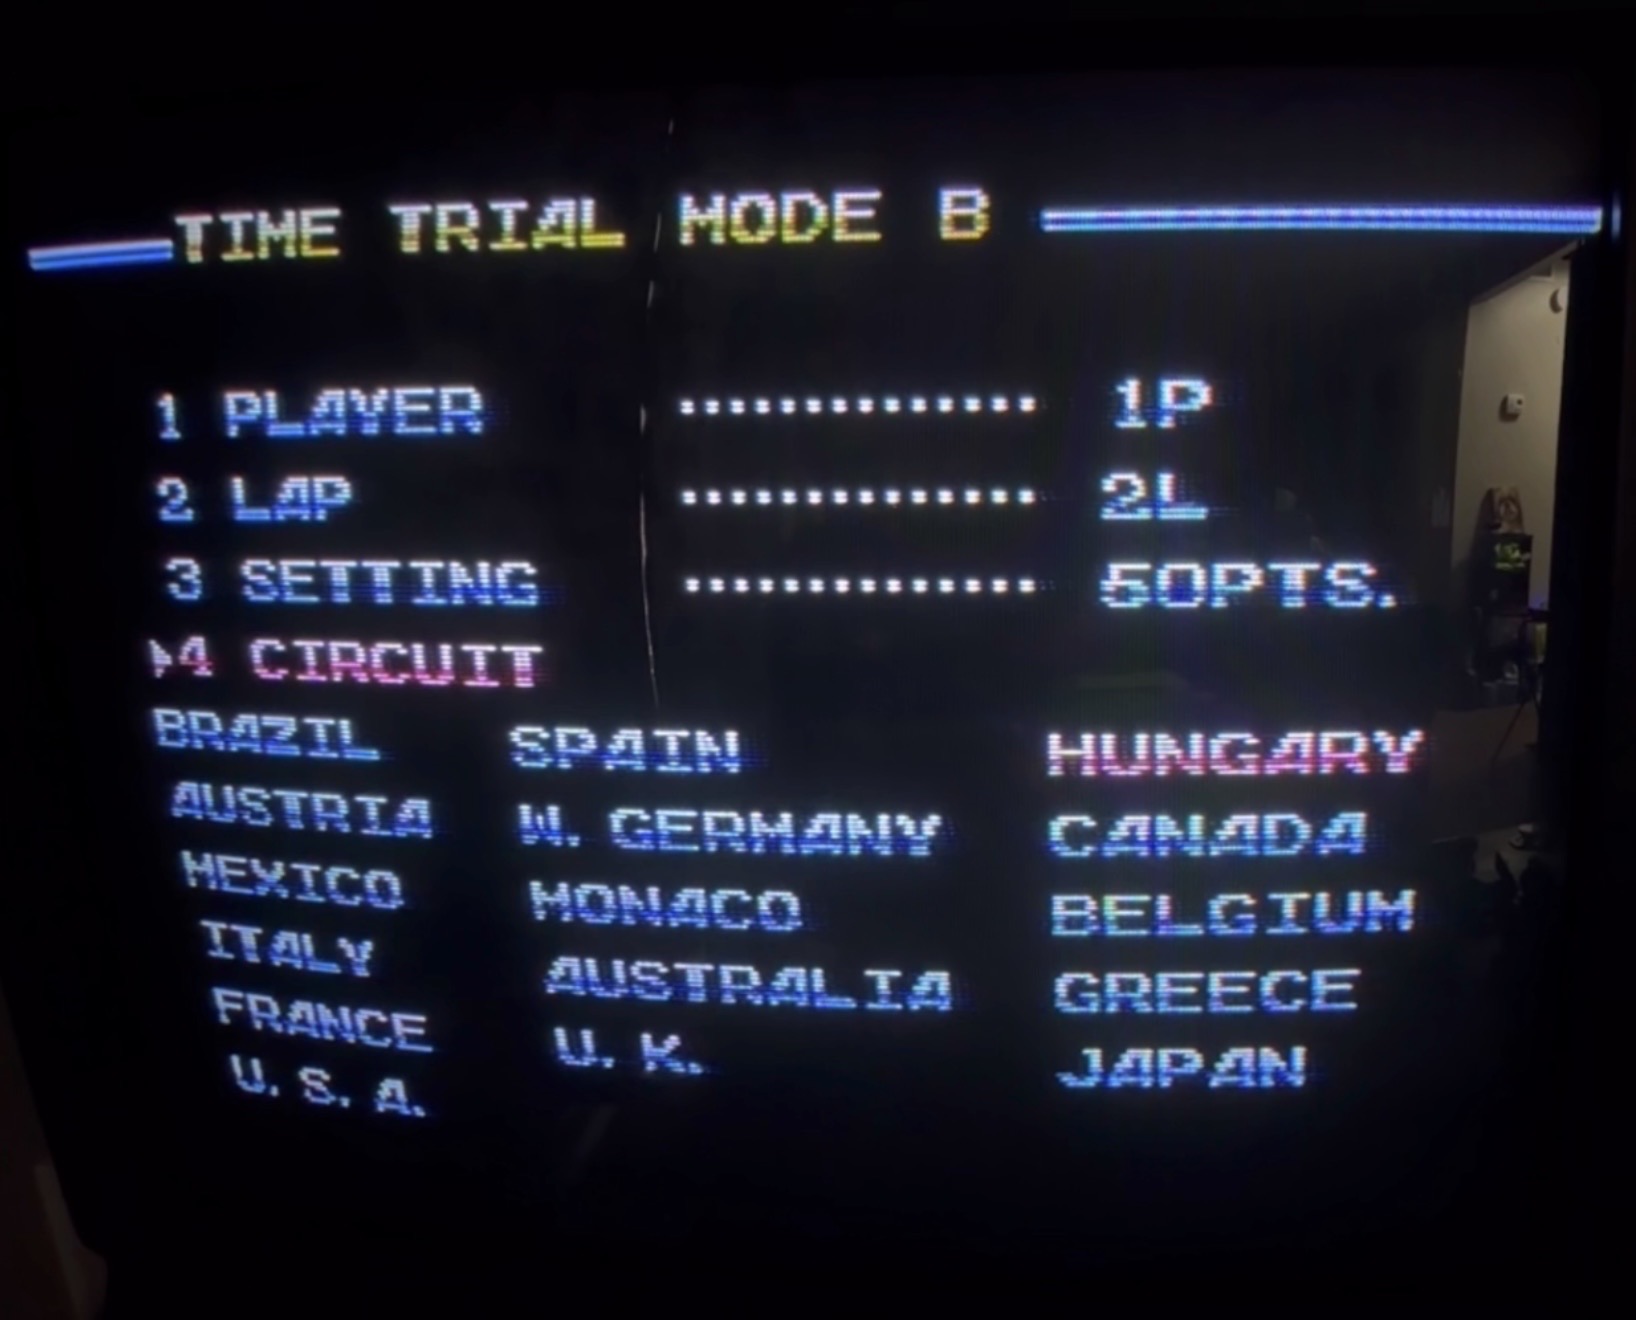 TIME TRIAL MODE B
1 PLAYER .............. 1P
2 LAP .............. 2L
3 SETTING .............. 50PTS.
▶4 CIRCUIT
BRAZIL SPAIN HUNGARY
AUSTRIA W. GERMANY CANADA
MEXICO MONACO BELGIUM
ITALY AUSTRALIA GREECE
FRANCE U. K. JAPAN
U. S. A.